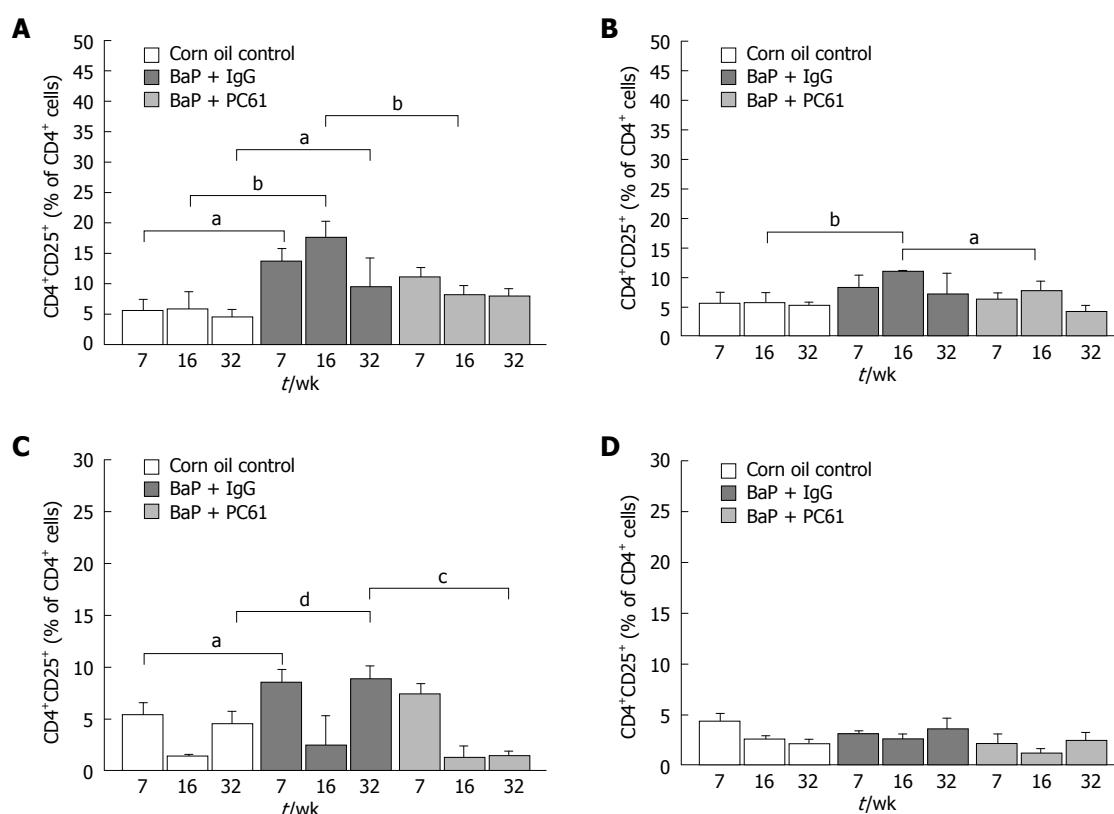 A
CD4⁺CD25⁺ (% of CD4⁺ cells)
50
45
40
35
30
25
20
15
10
5
0
Corn oil control
BaP + IgG
BaP + PC61
b
a
b
a
7 16 32 7 16 32 7 16 32
t/wk
B
CD4⁺CD25⁺ (% of CD4⁺ cells)
50
45
40
35
30
25
20
15
10
5
0
Corn oil control
BaP + IgG
BaP + PC61
b
a
7 16 32 7 16 32 7 16 32
t/wk
C
CD4⁺CD25⁺ (% of CD4⁺ cells)
30
25
20
15
10
5
0
Corn oil control
BaP + IgG
BaP + PC61
c
d
a
7 16 32 7 16 32 7 16 32
t/wk
D
CD4⁺CD25⁺ (% of CD4⁺ cells)
30
25
20
15
10
5
0
Corn oil control
BaP + IgG
BaP + PC61
7 16 32 7 16 32 7 16 32
t/wk